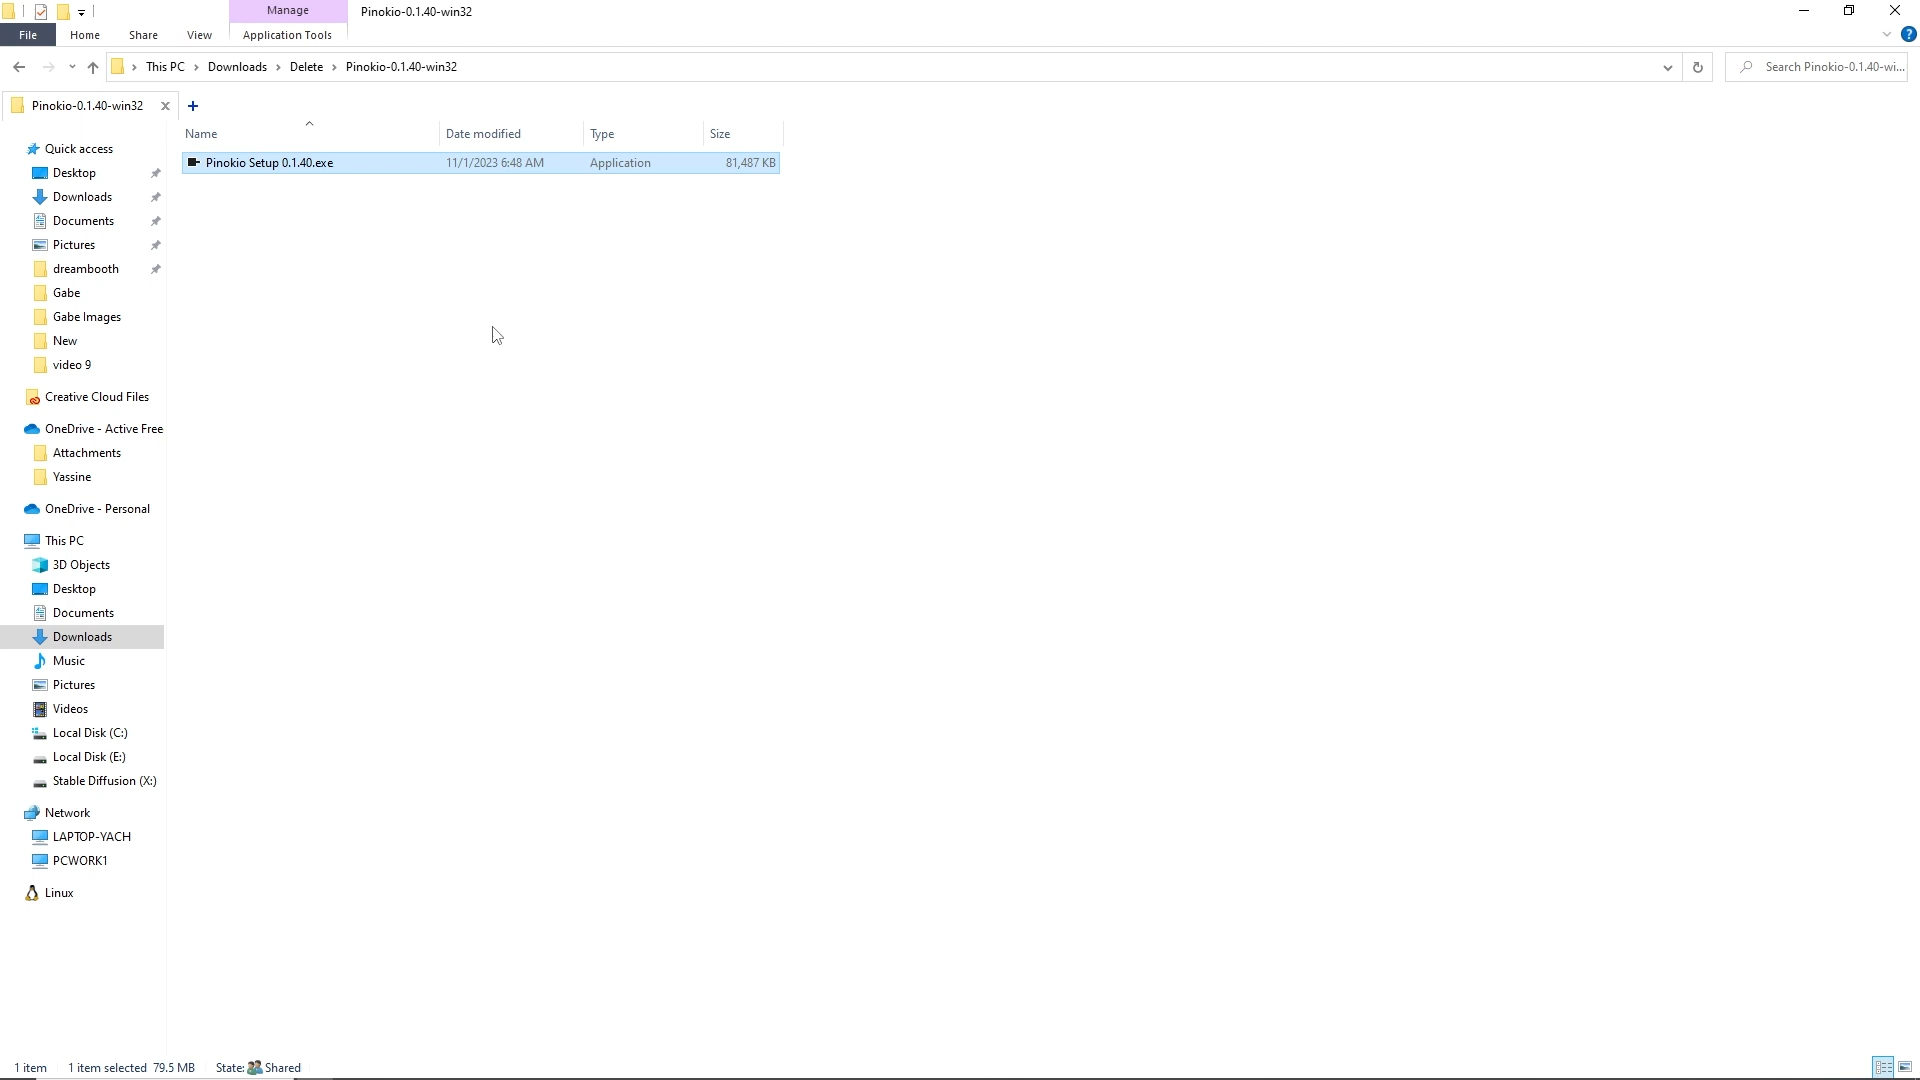 Manage
Pinokio-0.1.40-win32
File
Home
Share
View
Application Tools
This PC
Downloads
Delete
Pinokio-0.1.40-win32
Search Pinokio-0.1.40-wi...
Pinokio-0.1.40-win32
Name
Date modified
Type
Size
Pinokio Setup 0.1.40.exe
11/1/2023 6:48 AM
Application
81,487 KB
Quick access
Desktop
Downloads
Documents
Pictures
dreambooth
Gabe
Gabe Images
New
video 9
Creative Cloud Files
OneDrive - Active Free
Attachments
Yassine
OneDrive - Personal
This PC
3D Objects
Desktop
Documents
Downloads
Music
Pictures
Videos
Local Disk (C:)
Local Disk (E:)
Stable Diffusion (X:)
Network
LAPTOP-YACH
PCWORK1
Linux
1 item
1 item selected 79.5 MB
State: Shared